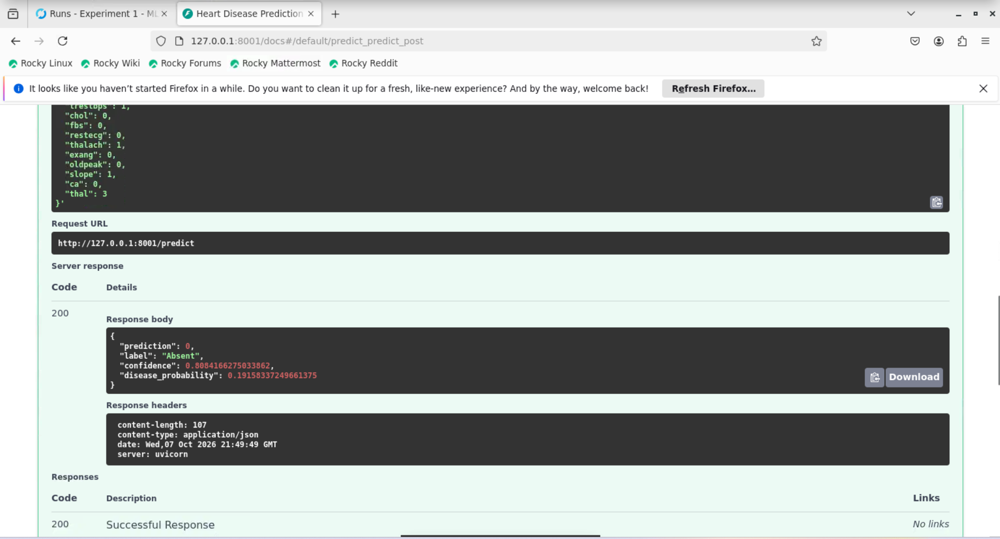 Runs - Experiment 1 - ML
Heart Disease Prediction
127.0.0.1:8001/docs#/default/predict_predict_post
Rocky Linux Rocky Wiki Rocky Forums Rocky Mattermost Rocky Reddit
It looks like you haven’t started Firefox in a while. Do you want to clean it up for a fresh, like-new experience? And by the way, welcome back! Refresh Firefox...
"trestbps": 1,
"chol": 0,
"fbs": 0,
"restecg": 0,
"thalach": 1,
"exang": 0,
"oldpeak": 0,
"slope": 1,
"ca": 0,
"thal": 3
}'
Request URL
http://127.0.0.1:8001/predict
Server response
Code Details
200
Response body
{
"prediction": 0,
"label": "Absent",
"confidence": 0.8084166275033862,
"disease_probability": 0.19158337249661375
}
Download
Response headers
content-length: 107
content-type: application/json
date: Wed,07 Oct 2026 21:49:49 GMT
server: uvicorn
Responses
Code Description Links
200 Successful Response No links